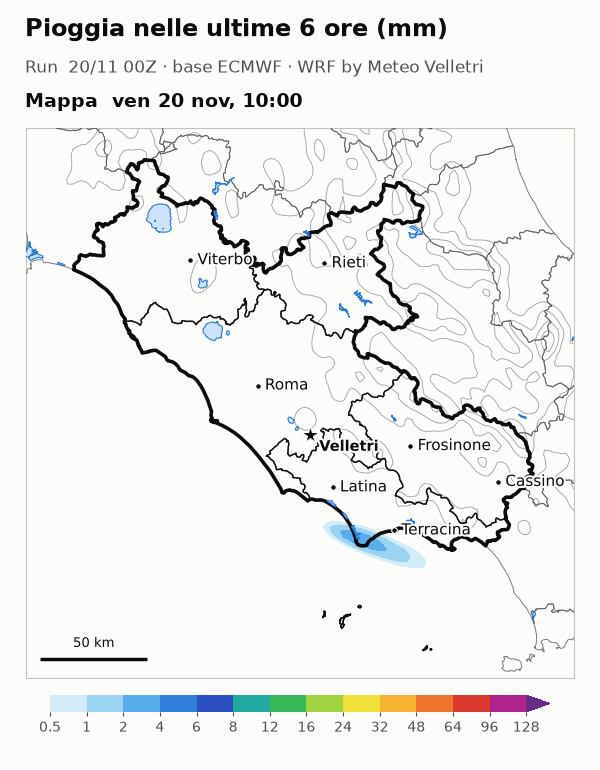 Pioggia nelle ultime 6 ore (mm)
Run  20/11 00Z · base ECMWF · WRF by Meteo Velletri
Mappa  ven 20 nov, 10:00
Viterbo
Rieti
Roma
Velletri
Frosinone
Latina
Cassino
Terracina
50 km
0.5 1 2 4 6 8 12 16 24 32 48 64 96 128